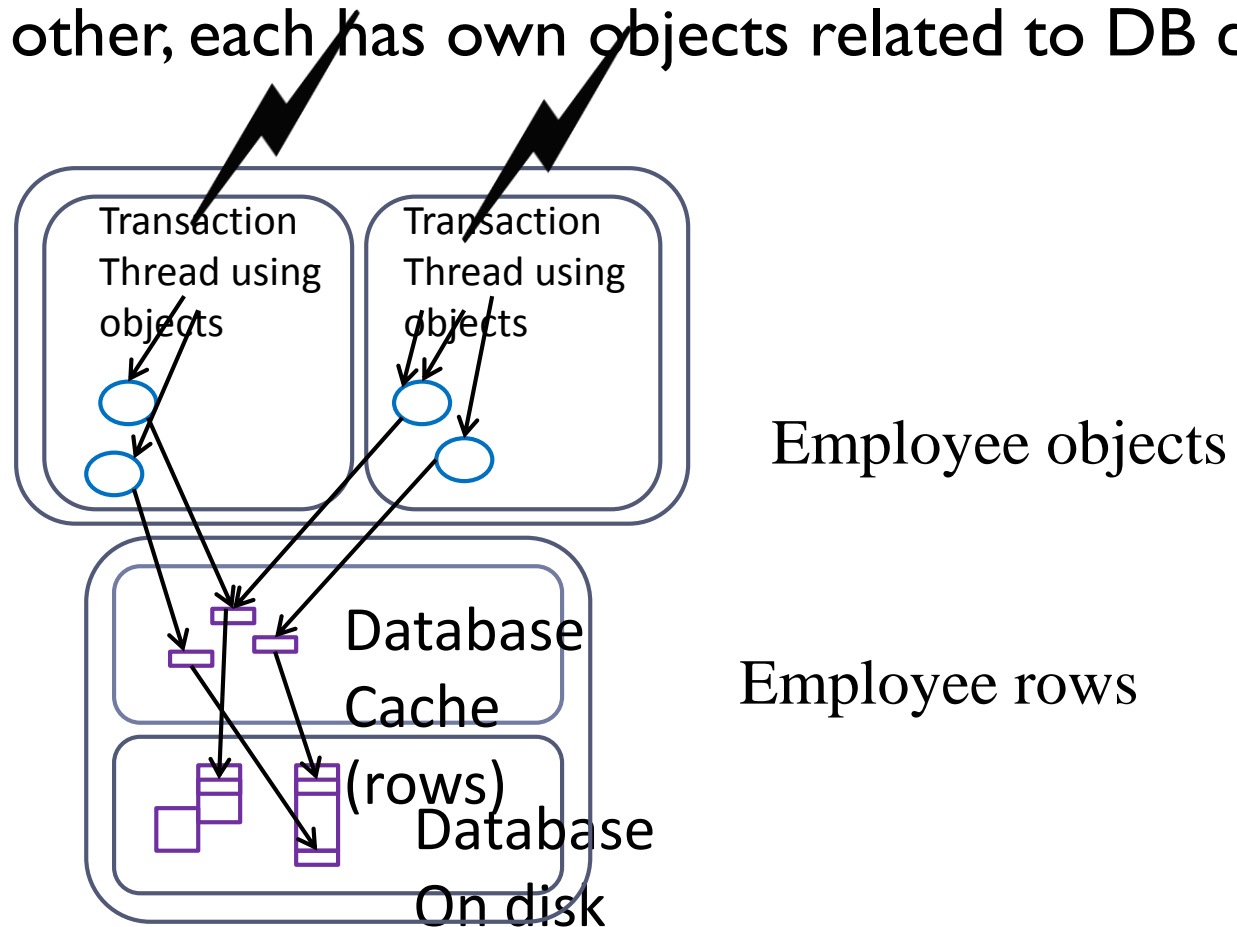 other, each has own objects related to DB
Transaction
Thread using
objects
Transaction
Thread using
objects
Employee objects
Database
Cache
(rows)
Employee rows
Database
On disk